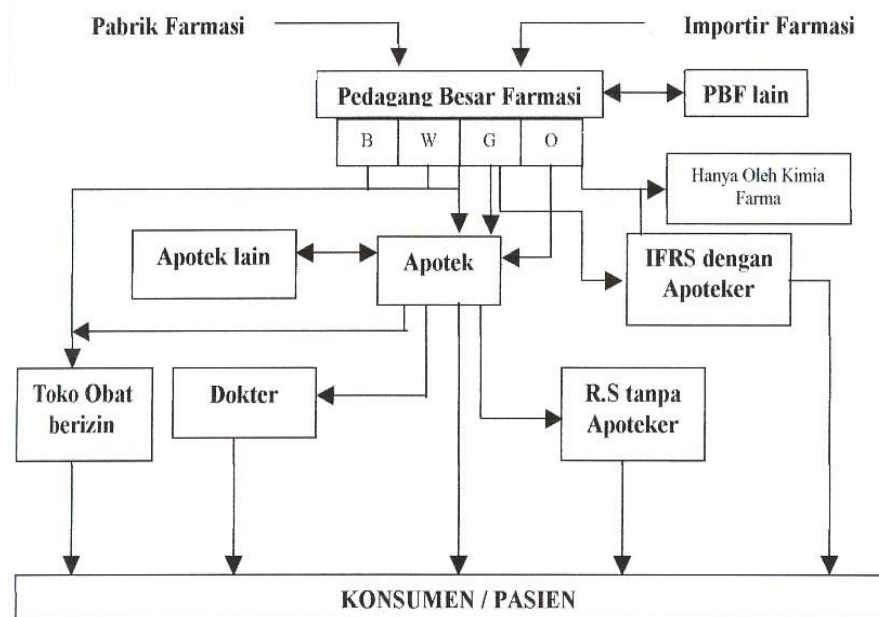 Pabrik Farmasi
Importir Farmasi
Pedagang Besar Farmasi
PBF lain
B
W
G
O
Hanya Oleh Kimia
Farma
Apotek lain
Apotek
IFRS dengan
Apoteker
Toko Obat
berizin
Dokter
R.S tanpa
Apoteker
KONSUMEN / PASIEN